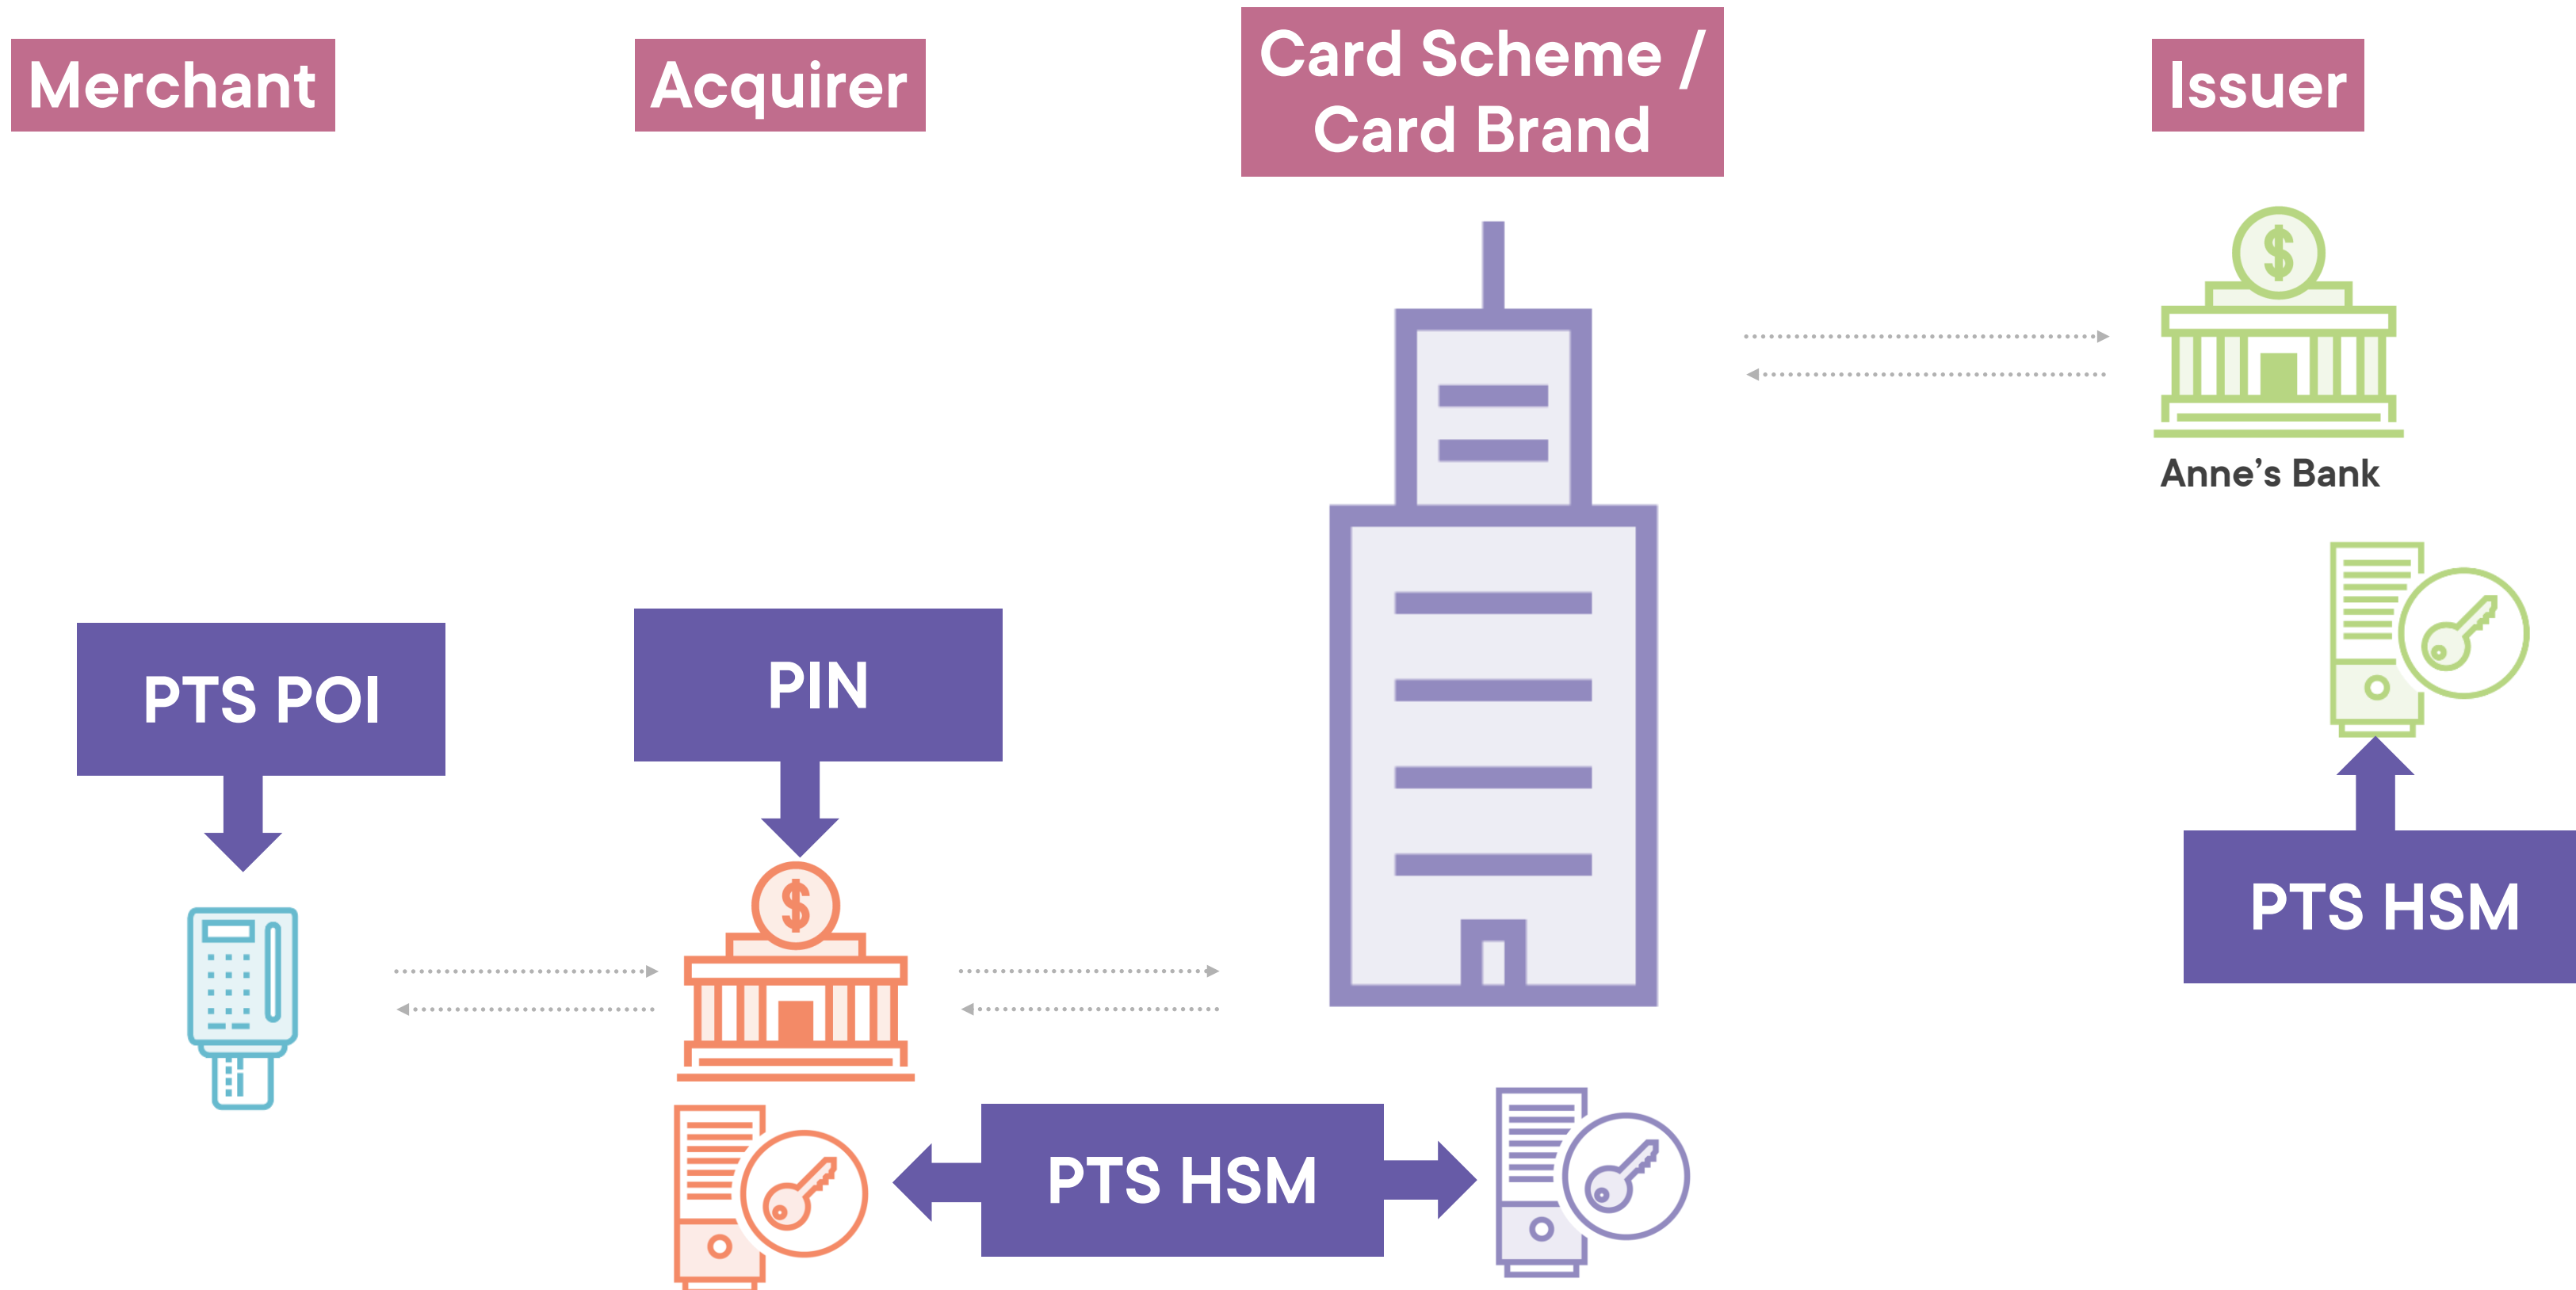 Merchant
Acquirer
Card Scheme /
Card Brand
Issuer
$
Anne’s Bank
PTS POI
PIN
PTS HSM
$
PTS HSM